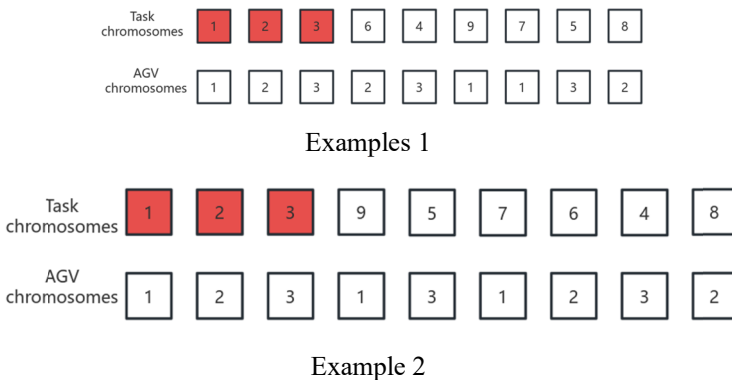 Task chromosomes 1 2 3 6 4 9 7 5 8
AGV chromosomes 1 2 3 2 3 1 1 3 2
Examples 1
Task chromosomes 1 2 3 9 5 7 6 4 8
AGV chromosomes 1 2 3 1 3 1 2 3 2
Example 2